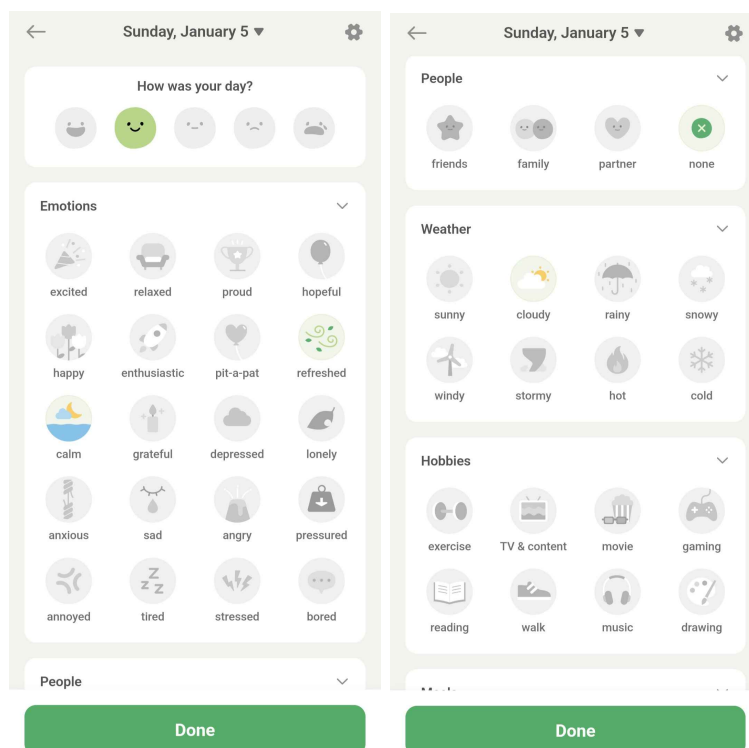 Sunday, January 5 ▼
How was your day?
Emotions
excited relaxed proud hopeful
happy enthusiastic pit-a-pat refreshed
calm grateful depressed lonely
anxious sad angry pressured
annoyed tired stressed bored
People
Done
Sunday, January 5 ▼
People
friends family partner none
Weather
sunny cloudy rainy snowy
windy stormy hot cold
Hobbies
exercise TV & content movie gaming
reading walk music drawing
Done